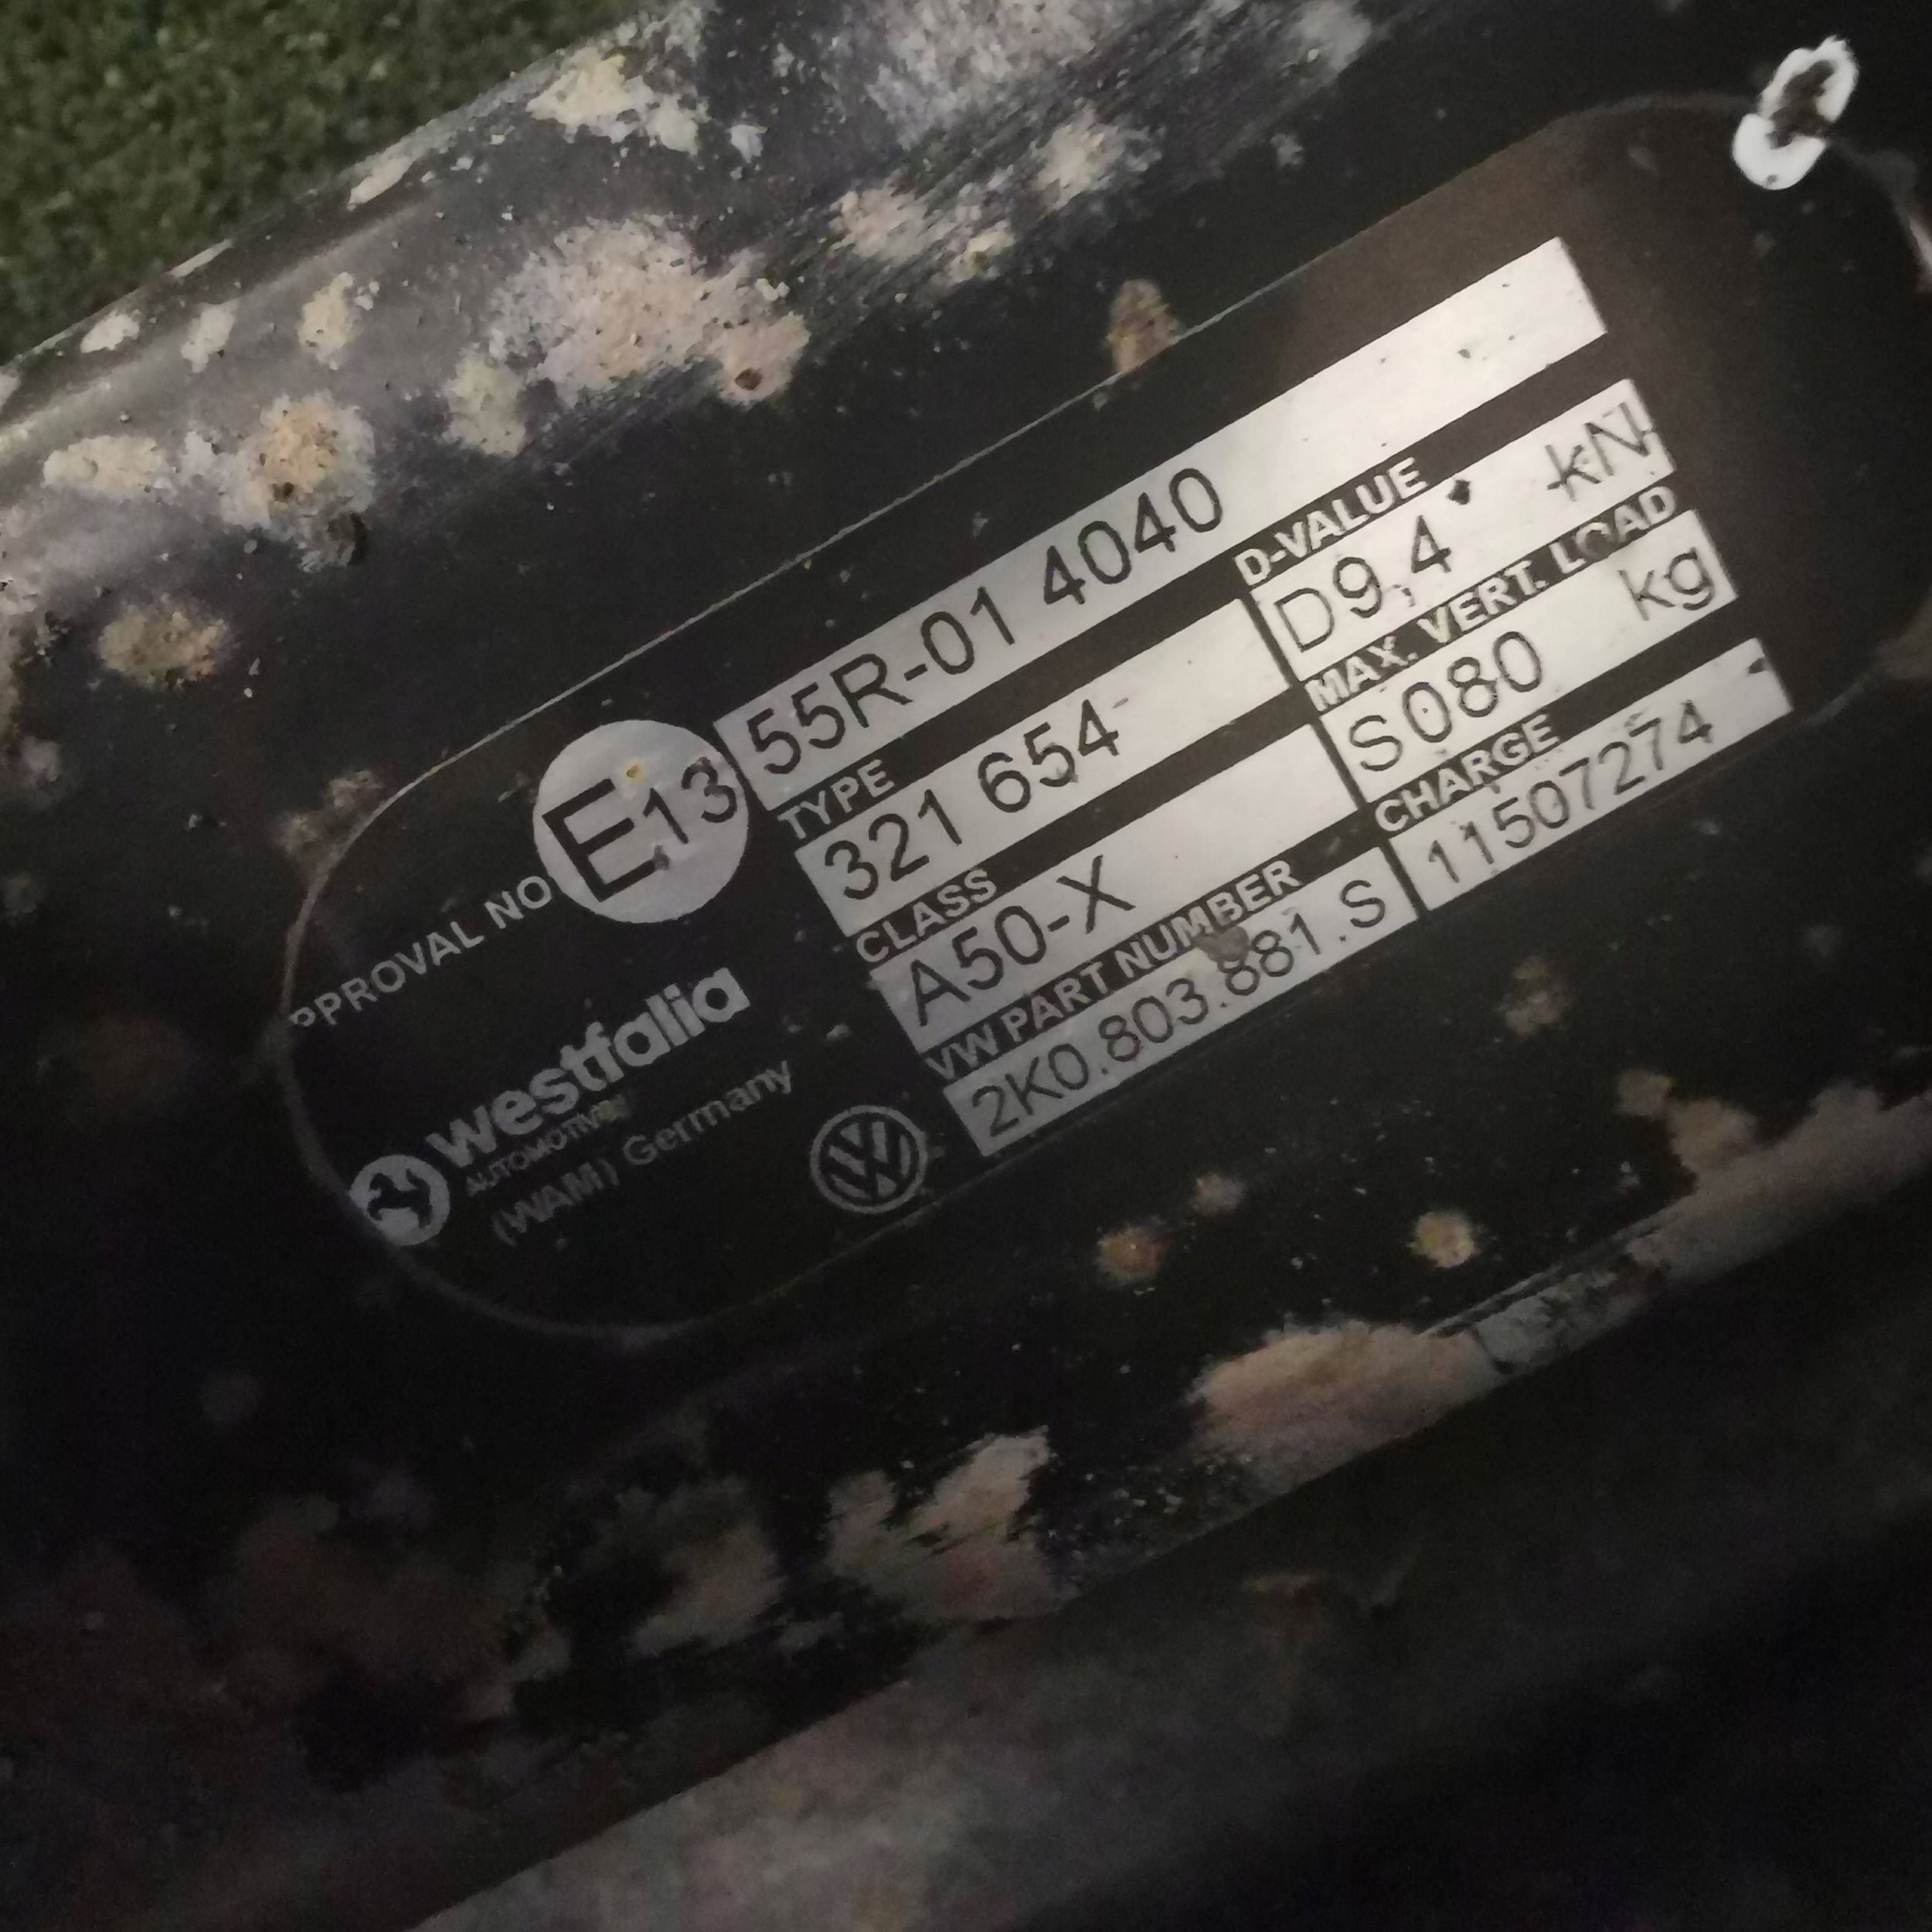 PPROVAL NO
E13
55R-01 4040
TYPE
321 654
D-VALUE
D9,4 kN
CLASS
A50-X
MAX. VERT. LOAD
S080 kg
VW PART NUMBER
2K0.803.881.S
CHARGE
11507274
westfalia
AUTOMOTIVE
(WAM) Germany
VW